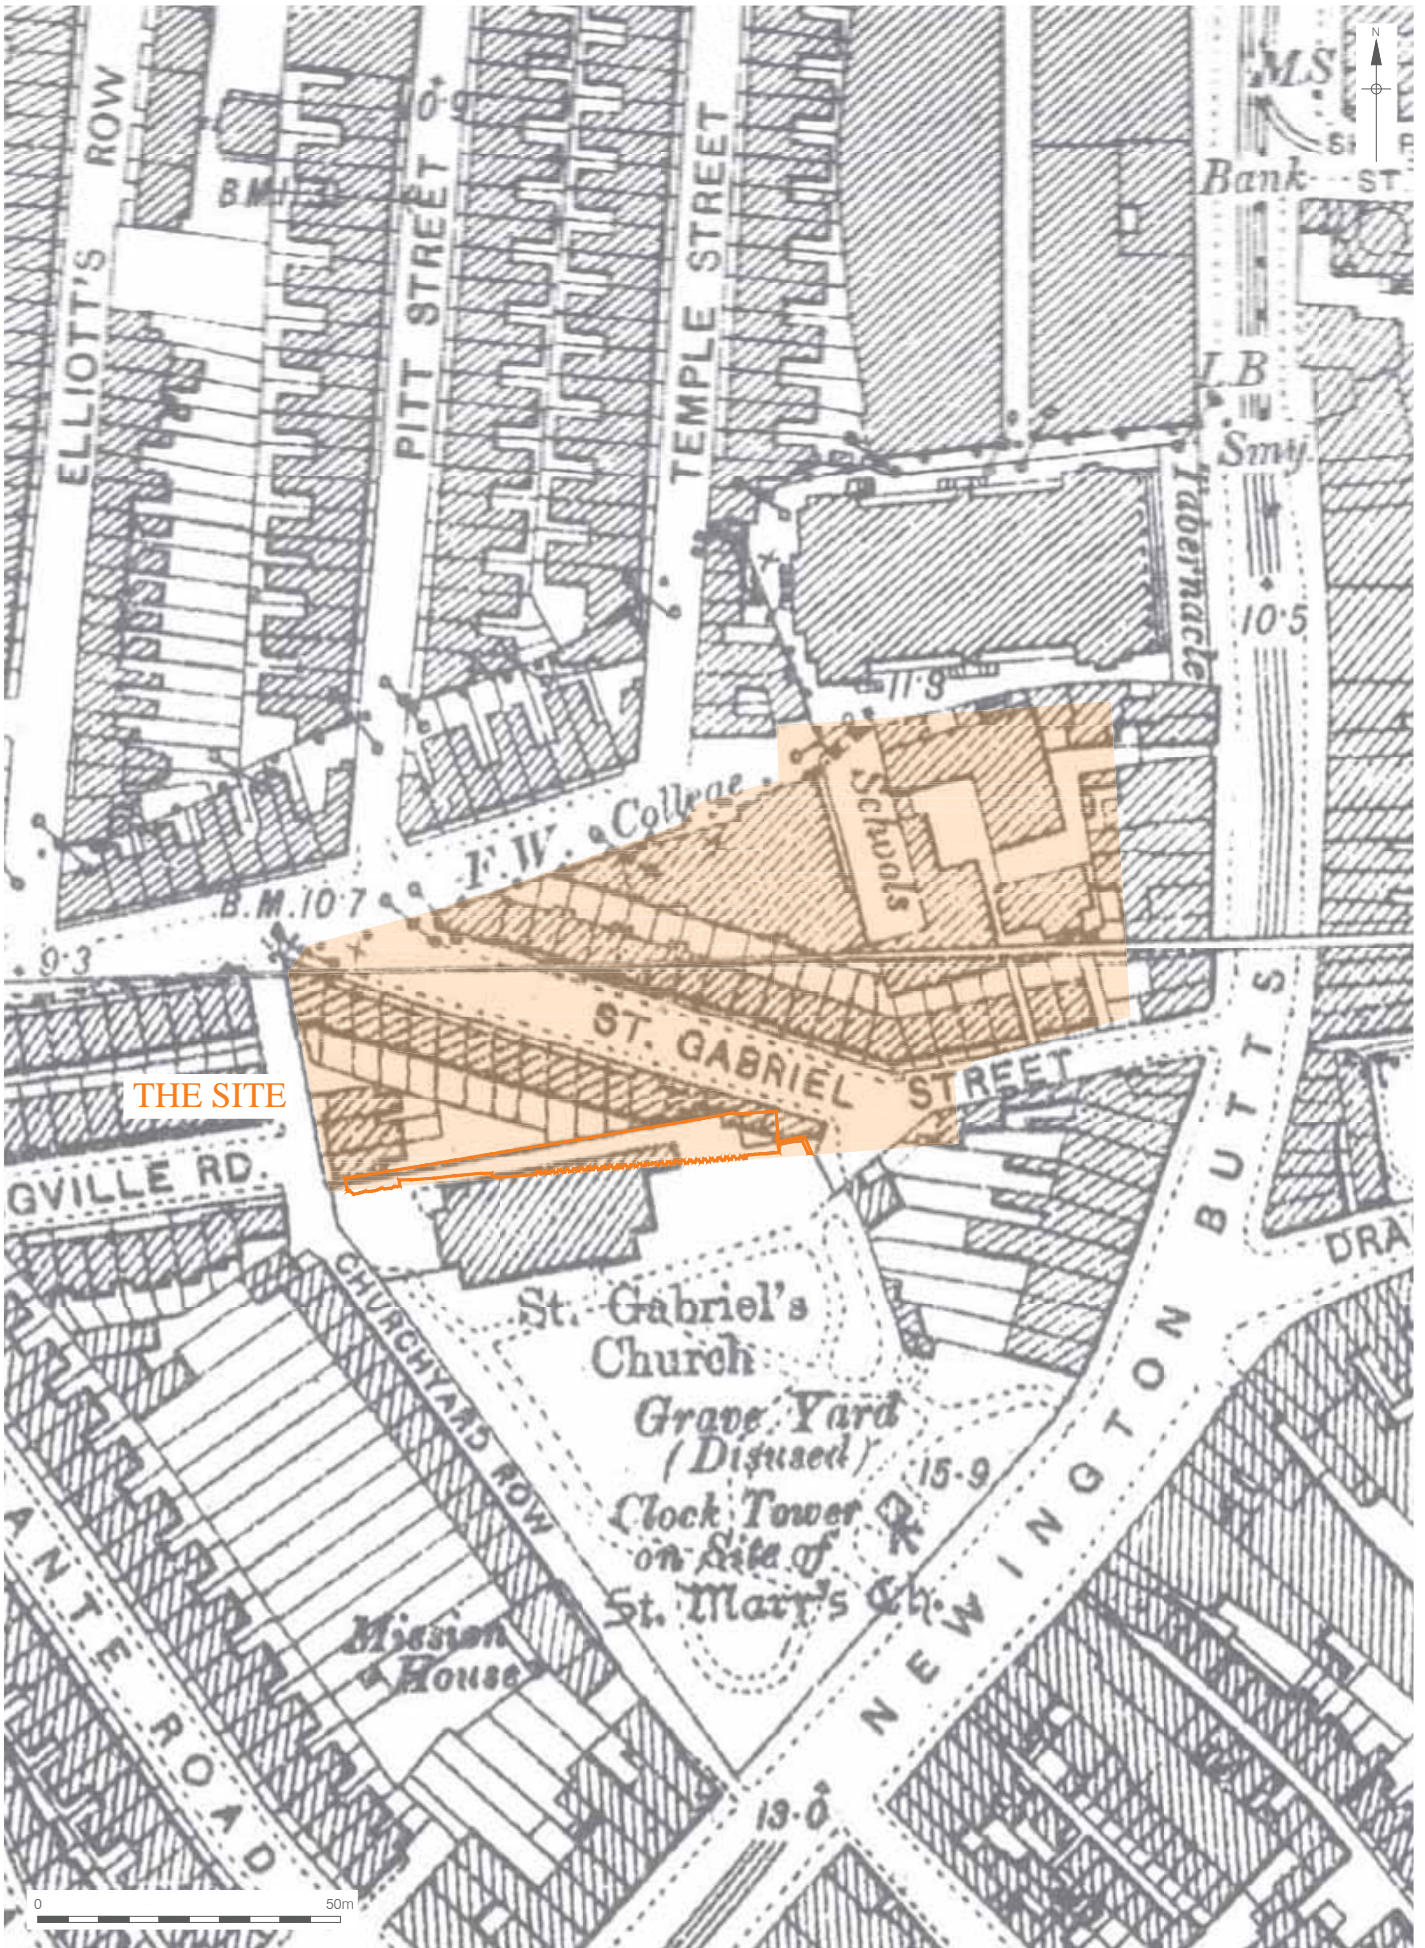 N
M.S
ELLIOTT'S ROW
10·9
PITT STREET
TEMPLE STREET
Bank
ST
Tabernacle
10·5
11·9
Schools
College
F.W.
B.M.10·7
9·3
ST. GABRIEL STREET
THE SITE
GVILLE RD.
DRA
CHURCHYARD ROW
St. Gabriel's
Church
Grave Yard
(Disused)
15·9
Clock Tower
on Site of
St. Mary's Ch.
NEWINGTON BUTTS
Mission
House
ANTE ROAD
13·0
0 50m